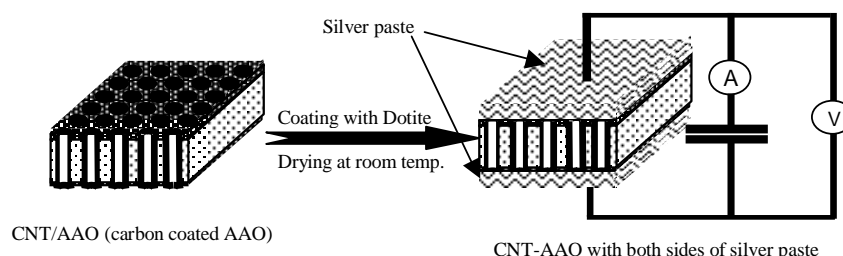 Silver paste
A
Coating with Dotite
V
Drying at room temp.
CNT/AAO (carbon coated AAO)
CNT-AAO with both sides of silver paste